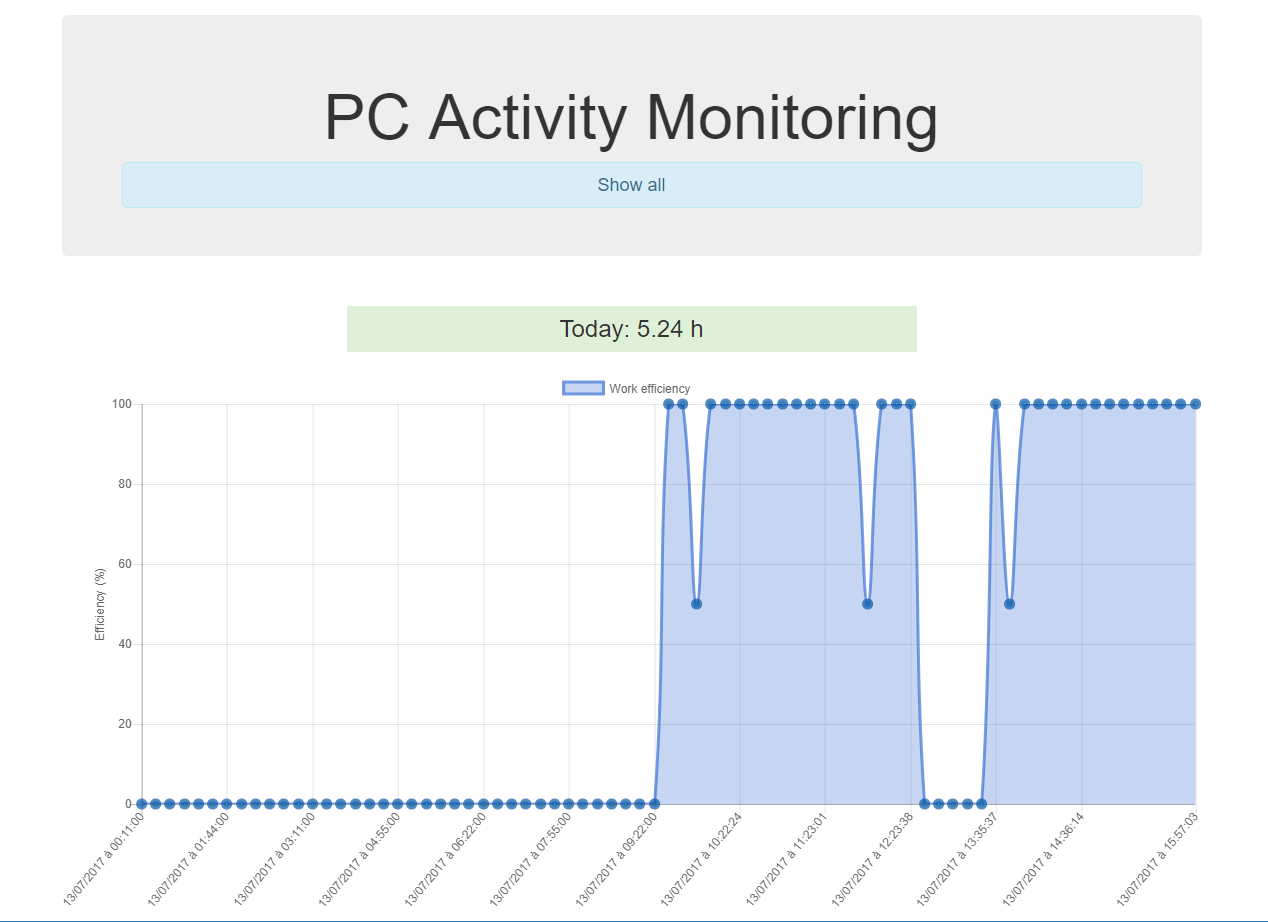 PC Activity Monitoring
Show all
Today: 5.24 h
Work efficiency
100
80
60
40
20
0
Efficiency (%)
13/07/2017 à 00:11:00
13/07/2017 à 01:44:00
13/07/2017 à 03:11:00
13/07/2017 à 04:55:00
13/07/2017 à 06:22:00
13/07/2017 à 07:55:00
13/07/2017 à 09:22:00
13/07/2017 à 10:22:24
13/07/2017 à 11:23:01
13/07/2017 à 12:23:38
13/07/2017 à 13:35:37
13/07/2017 à 14:36:14
13/07/2017 à 15:57:03